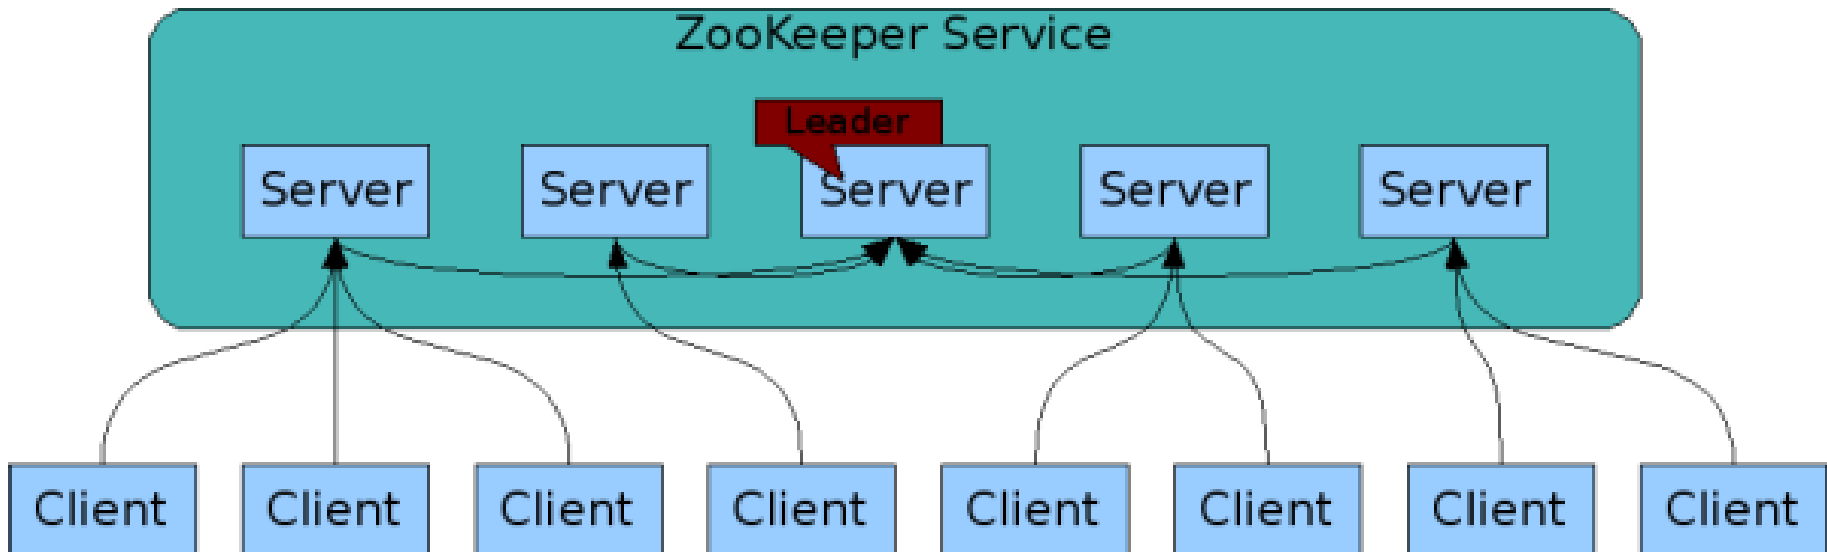 ZooKeeper Service
Leader
Server Server Server Server Server
Client Client Client Client Client Client Client Client